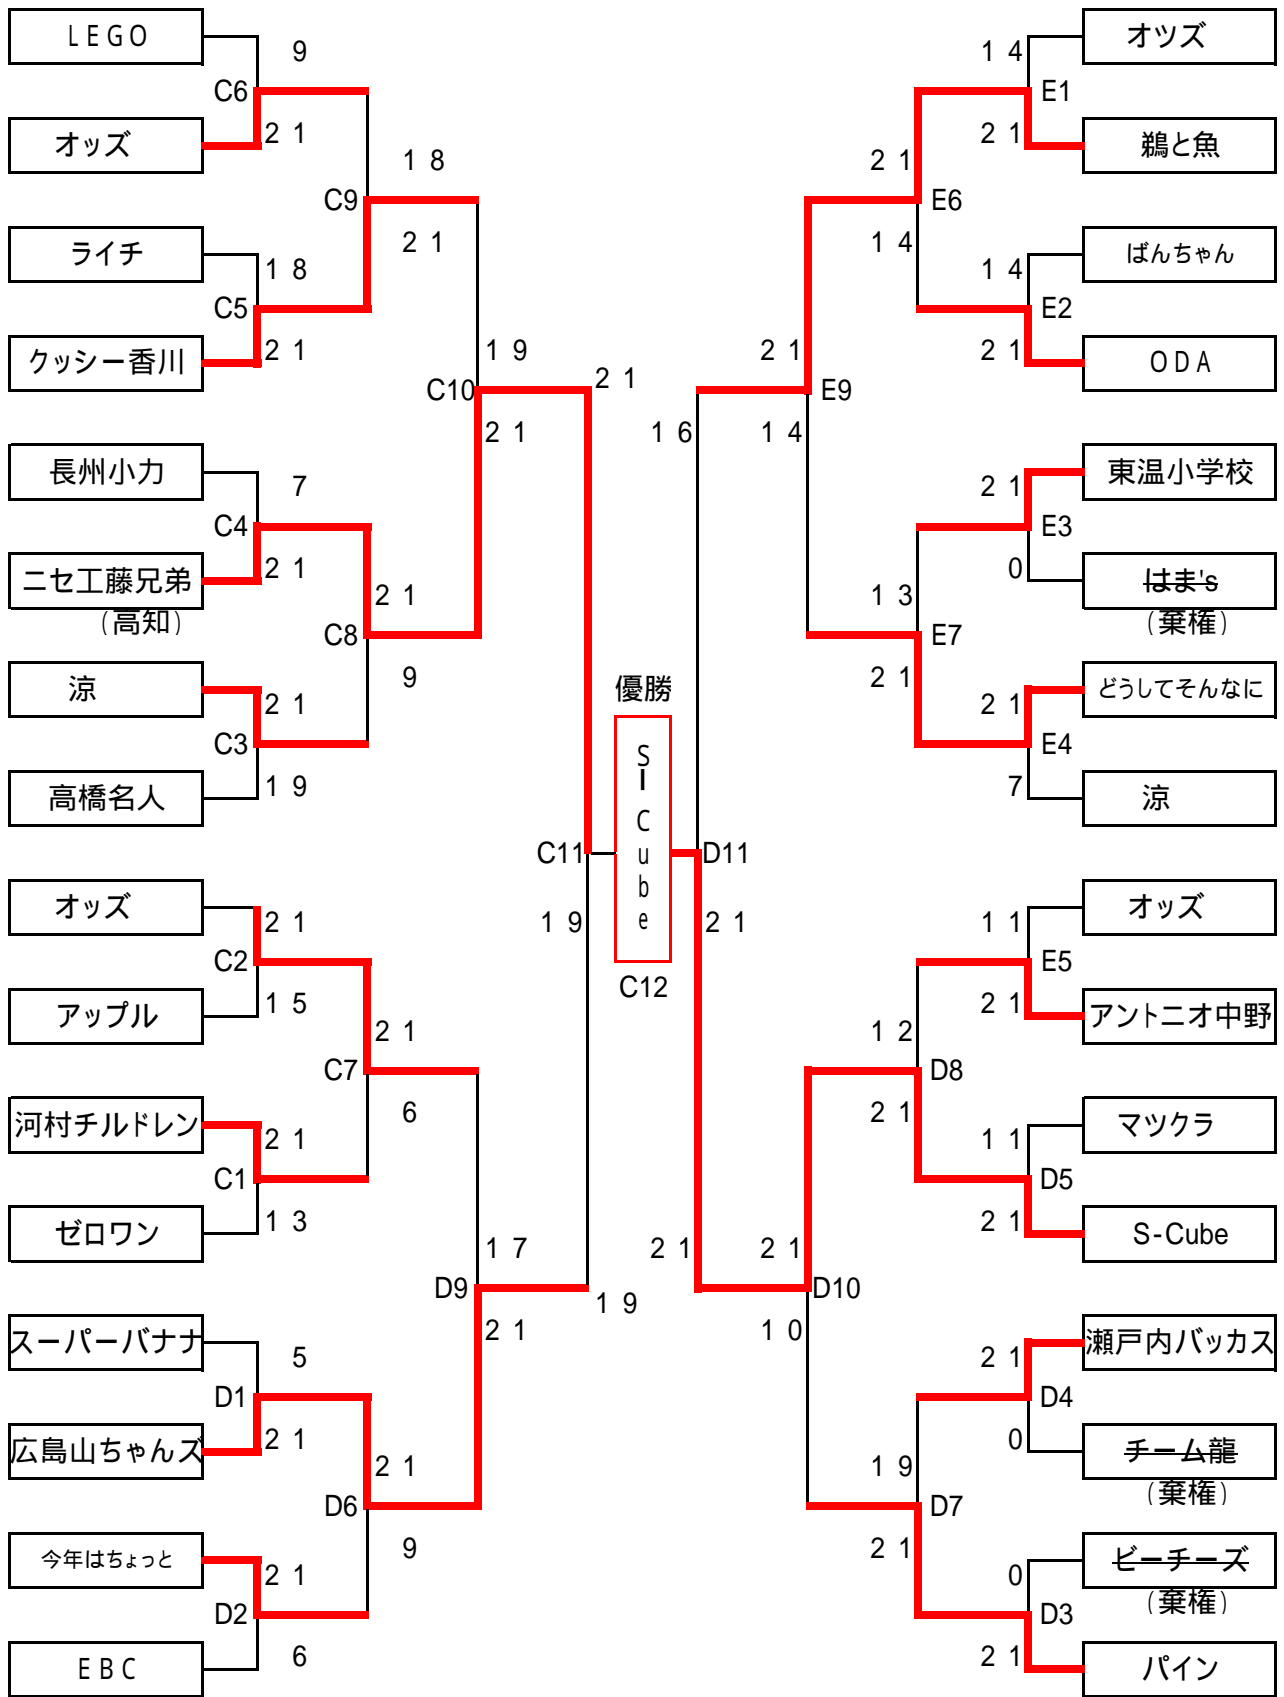 LEGO
9
C6
オッズ
21
18
C9
21
ライチ
18
C5
クッシー香川
21
19
C10
21
21
長州小力
7
C4
ニセ工藤兄弟
21
(高知)
21
C8
9
涼
21
C3
高橋名人
19
オッズ
21
C2
アップル
15
21
C7
6
河村チルドレン
21
C1
ゼロワン
13
17
D9
21
19
スーパーバナナ
5
D1
広島山ちゃんズ
21
21
D6
9
今年はちょっと
21
D2
EBC
6
C11
19
優勝
S-Cube
C12
D11
21
14
オツズ
E1
21
鵜と魚
21
E6
14
14
ばんちゃん
E2
21
ODA
21
E9
16
14
21
東温小学校
E3
0
はま's
(棄権)
13
E7
21
21
どうしてそんなに
E4
7
涼
11
オッズ
E5
21
アントニオ中野
12
D8
21
11
マツクラ
D5
21
S-Cube
21
21
D10
10
21
瀬戸内バッカス
D4
0
チーム龍
(棄権)
19
D7
21
0
ビーチーズ
(棄権)
D3
21
パイン